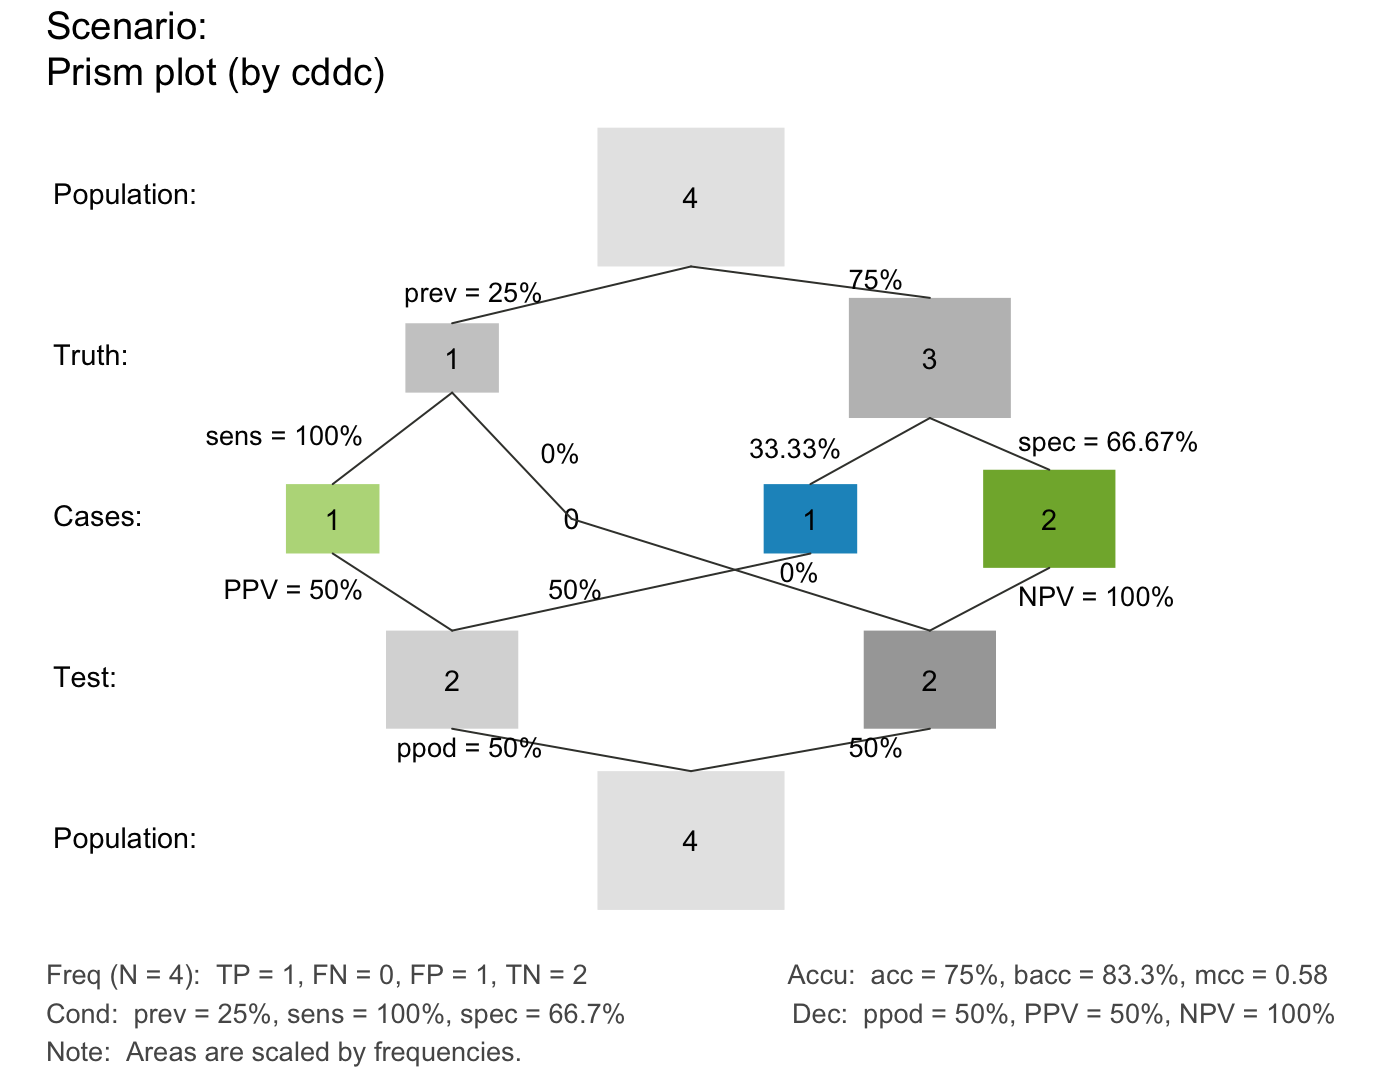 Scenario:
Prism plot (by cddc)
Population:
4
prev = 25%
75%
Truth:
1
3
sens = 100%
0%
33.33%
spec = 66.67%
Cases:
1
0
1
2
PPV = 50%
50%
0%
NPV = 100%
Test:
2
2
ppod = 50%
50%
Population:
4
Freq (N = 4):  TP = 1, FN = 0, FP = 1, TN = 2
Accu:  acc = 75%, bacc = 83.3%, mcc = 0.58
Cond:  prev = 25%, sens = 100%, spec = 66.7%
Dec:  ppod = 50%, PPV = 50%, NPV = 100%
Note:  Areas are scaled by frequencies.